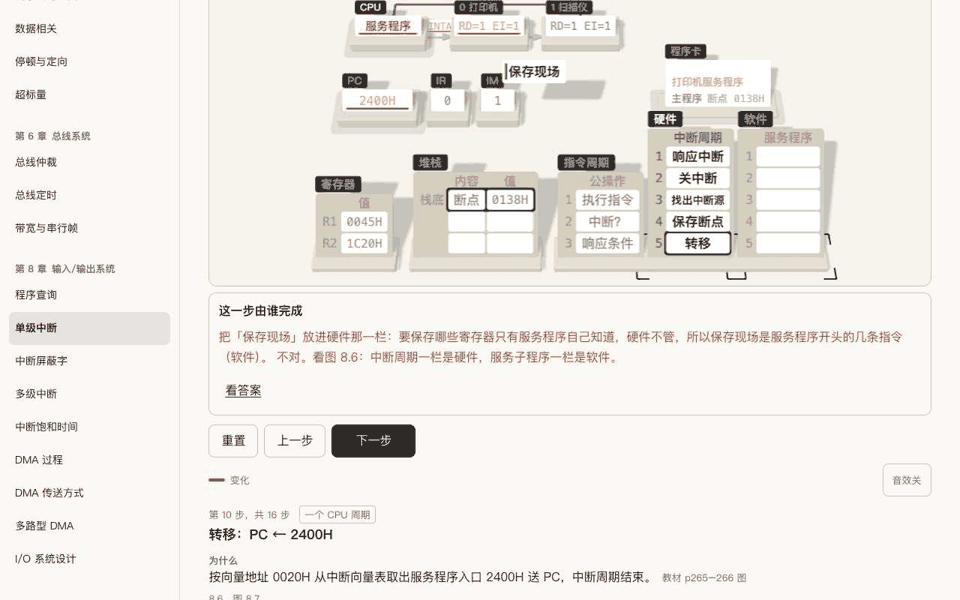 数据相关
停顿与定向
超标量
第 6 章 总线系统
总线仲裁
总线定时
带宽与串行帧
第 8 章 输入/输出系统
程序查询
单级中断
中断屏蔽字
多级中断
中断饱和时间
DMA 过程
DMA 传送方式
多路型 DMA
I/O 系统设计
CPU
服务程序
INTA
0 打印机
RD=1 EI=1
1 扫描仪
RD=1 EI=1
PC
2400H
IR
0
IM
1
保存现场
程序卡
打印机服务程序
主程序 断点 0138H
寄存器
值
R1 0045H
R2 1C20H
堆栈
内容 值
栈底 断点 0138H
指令周期
公操作
1 执行指令
2 中断?
3 响应条件
硬件
中断周期
1 响应中断
2 关中断
3 找出中断源
4 保存断点
5 转移
软件
服务程序
1
2
3
4
5
这一步由谁完成
把「保存现场」放进硬件那一栏：要保存哪些寄存器只有服务程序自己知道，硬件不管，所以保存现场是服务程序开头的几条指令
（软件）。 不对。看图 8.6：中断周期一栏是硬件，服务子程序一栏是软件。
看答案
重置
上一步
下一步
变化
音效关
第 10 步，共 16 步 一个 CPU 周期
转移：PC ← 2400H
为什么
按向量地址 0020H 从中断向量表取出服务程序入口 2400H 送 PC，中断周期结束。 教材 p265–266 图
8.6、图 8.7